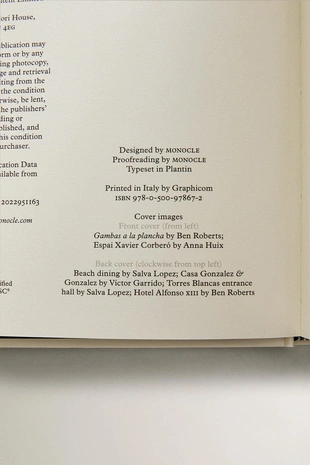 ori House,
4EG
ublication may
orm or by any
ing photocopy,
ge and retrieval
iting from the
the condition
rwise, be lent,
the publishers'
ding or
blished, and
his condition
urchaser.
cation Data
ailable from
2022951163
nocle.com
ified
SC®
Designed by MONOCLE
Proofreading by MONOCLE
Typeset in Plantin
Printed in Italy by Graphicom
ISBN 978-0-500-97867-2
Cover images
Front cover (from left)
Gambas a la plancha by Ben Roberts;
Espai Xavier Corberó by Anna Huix
Back cover (clockwise from top left)
Beach dining by Salva Lopez; Casa Gonzalez &
Gonzalez by Víctor Garrido; Torres Blancas entrance
hall by Salva Lopez; Hotel Alfonso XIII by Ben Roberts